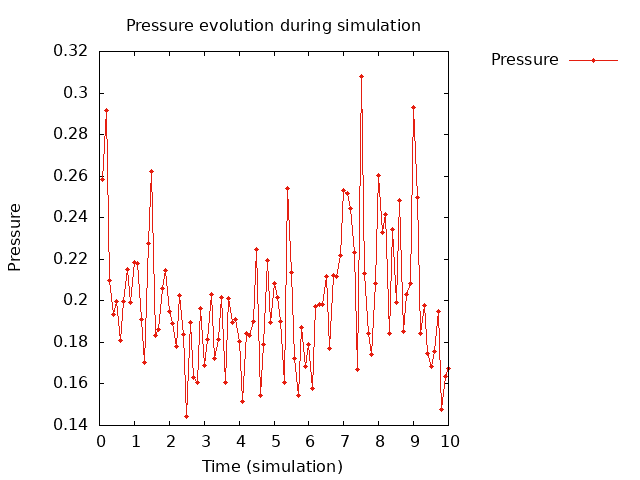 Pressure evolution during simulation
Pressure
0.32
0.3
0.28
0.26
0.24
0.22
0.2
0.18
0.16
0.14
0 1 2 3 4 5 6 7 8 9 10
Time (simulation)
Pressure